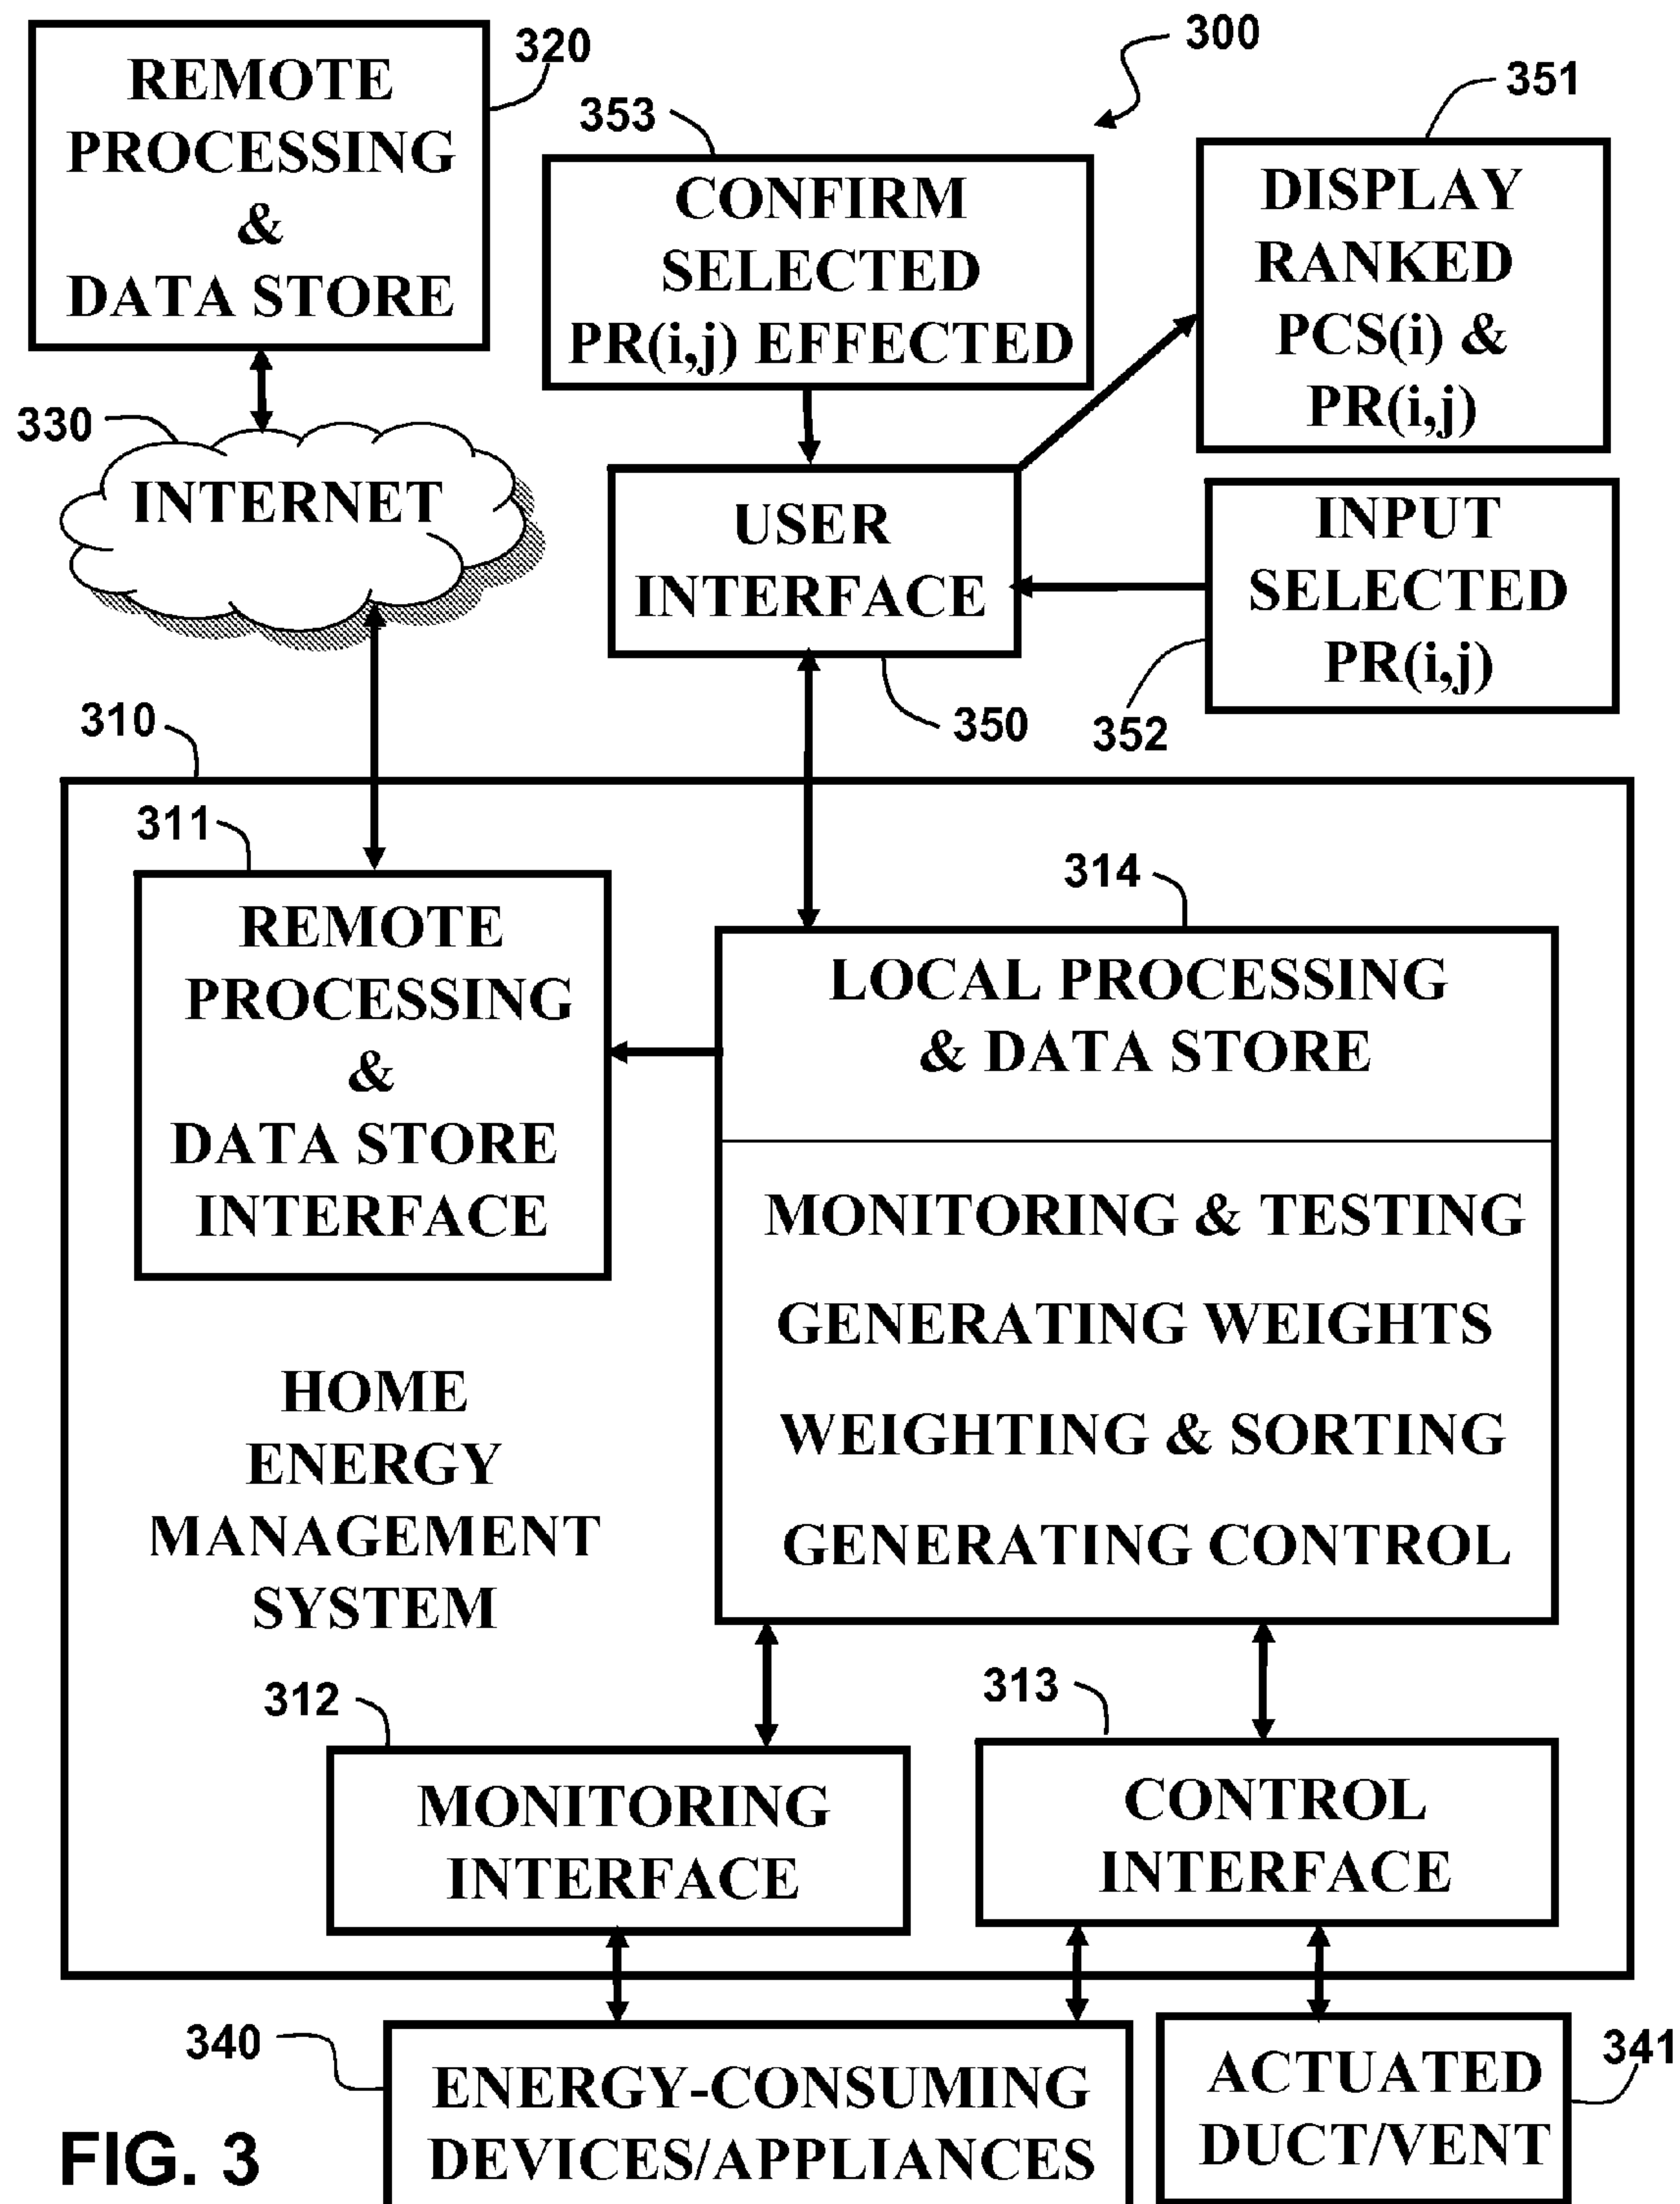 320
REMOTE
PROCESSING
&
DATA STORE
300
353
CONFIRM
SELECTED
PR(i,j) EFFECTED
351
DISPLAY
RANKED
PCS(i) &
PR(i,j)
330
INTERNET
USER
INTERFACE
350
INPUT
SELECTED
PR(i,j)
352
310
311
REMOTE
PROCESSING
&
DATA STORE
INTERFACE
314
LOCAL PROCESSING
& DATA STORE
MONITORING & TESTING
GENERATING WEIGHTS
WEIGHTING & SORTING
GENERATING CONTROL
HOME
ENERGY
MANAGEMENT
SYSTEM
312
MONITORING
INTERFACE
313
CONTROL
INTERFACE
340
ENERGY-CONSUMING
DEVICES/APPLIANCES
341
ACTUATED
DUCT/VENT
FIG. 3